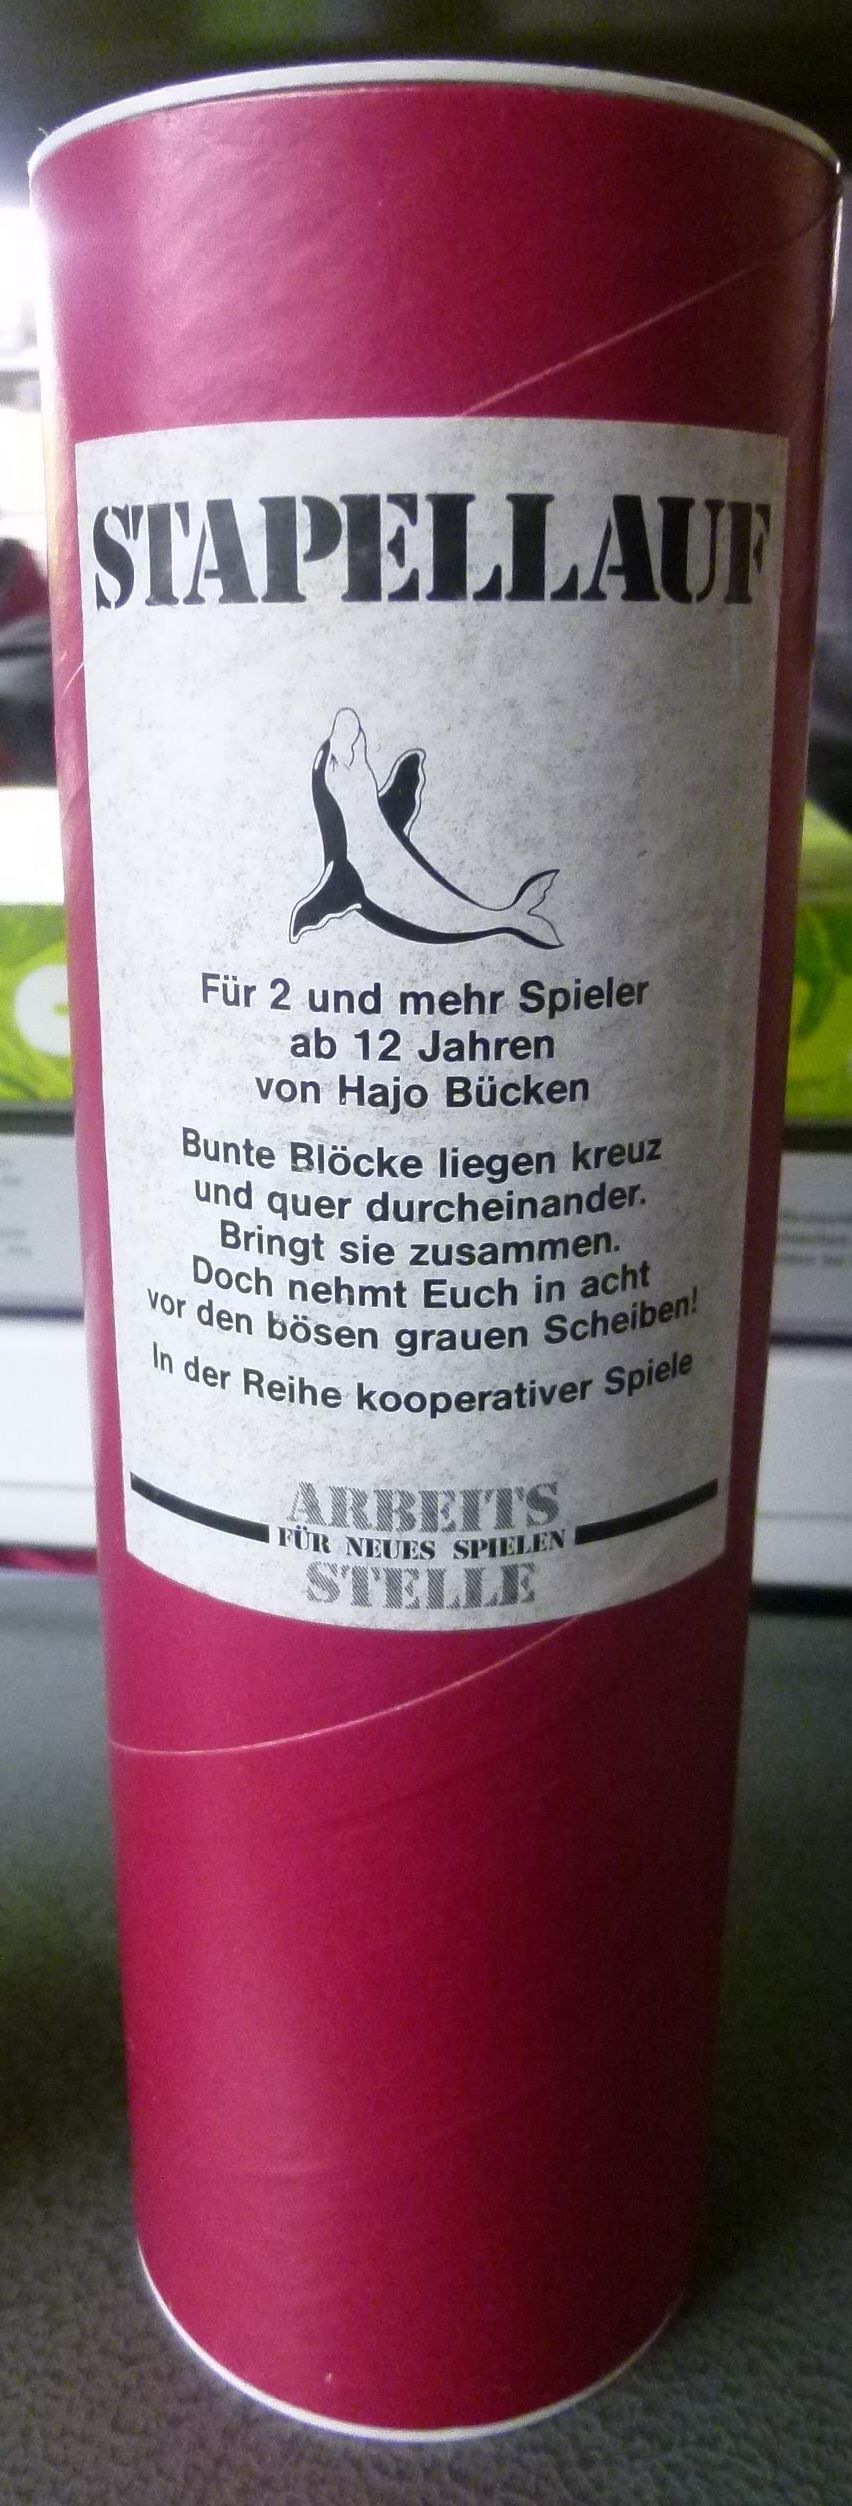 STAPELLAUF
Für 2 und mehr Spieler
ab 12 Jahren
von Hajo Bücken
Bunte Blöcke liegen kreuz
und quer durcheinander.
Bringt sie zusammen.
Doch nehmt Euch in acht
vor den bösen grauen Scheiben!
In der Reihe kooperativer Spiele
ARBEITS
FÜR NEUES SPIELEN
STELLE